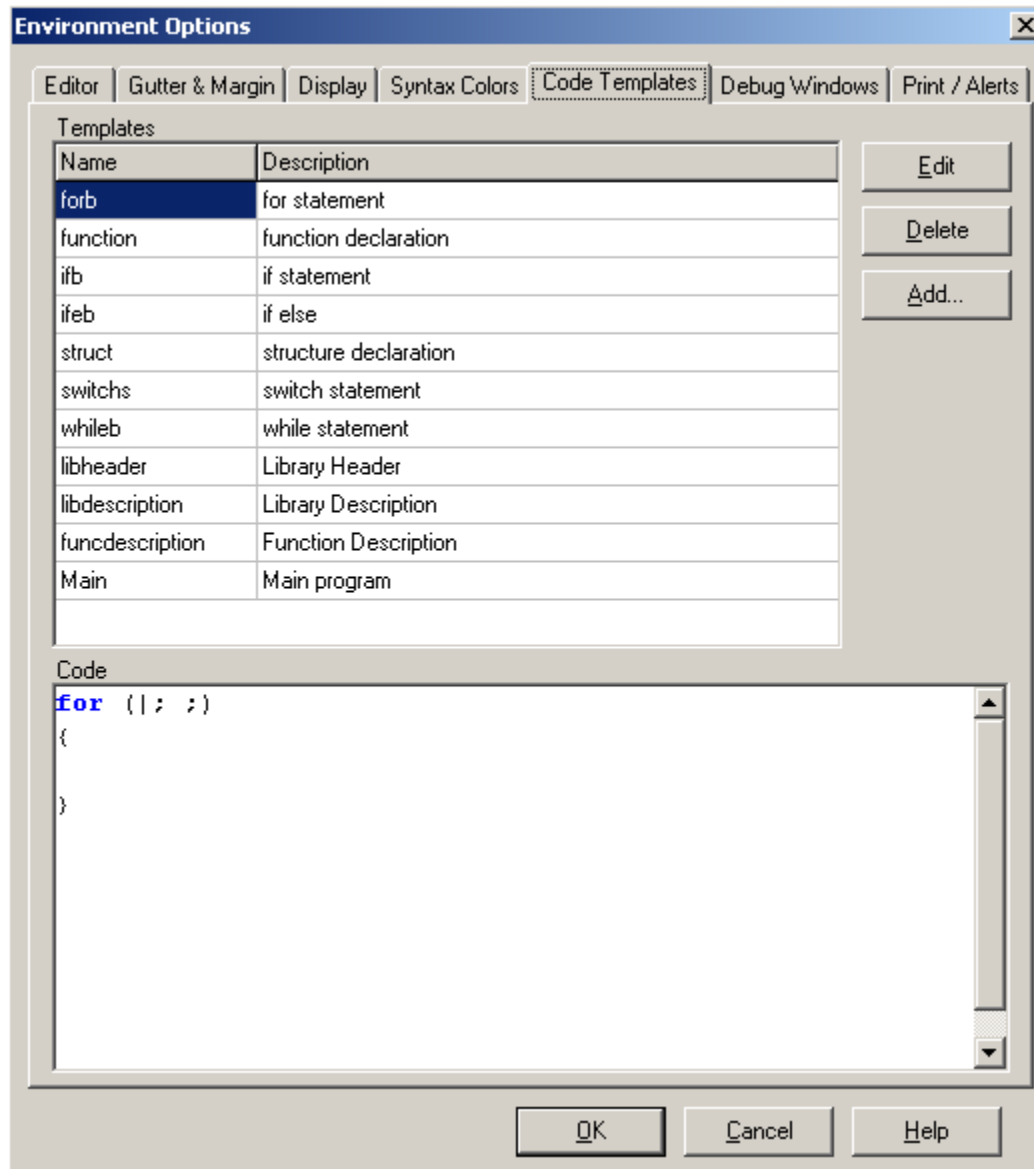 Environment Options
Editor Gutter & Margin Display Syntax Colors Code Templates Debug Windows Print / Alerts
Templates
Name Description
forb for statement
function function declaration
ifb if statement
ifeb if else
struct structure declaration
switchs switch statement
whileb while statement
libheader Library Header
libdescription Library Description
funcdescription Function Description
Main Main program
Edit
Delete
Add...
Code
for (|; ;)
{
}
OK Cancel Help